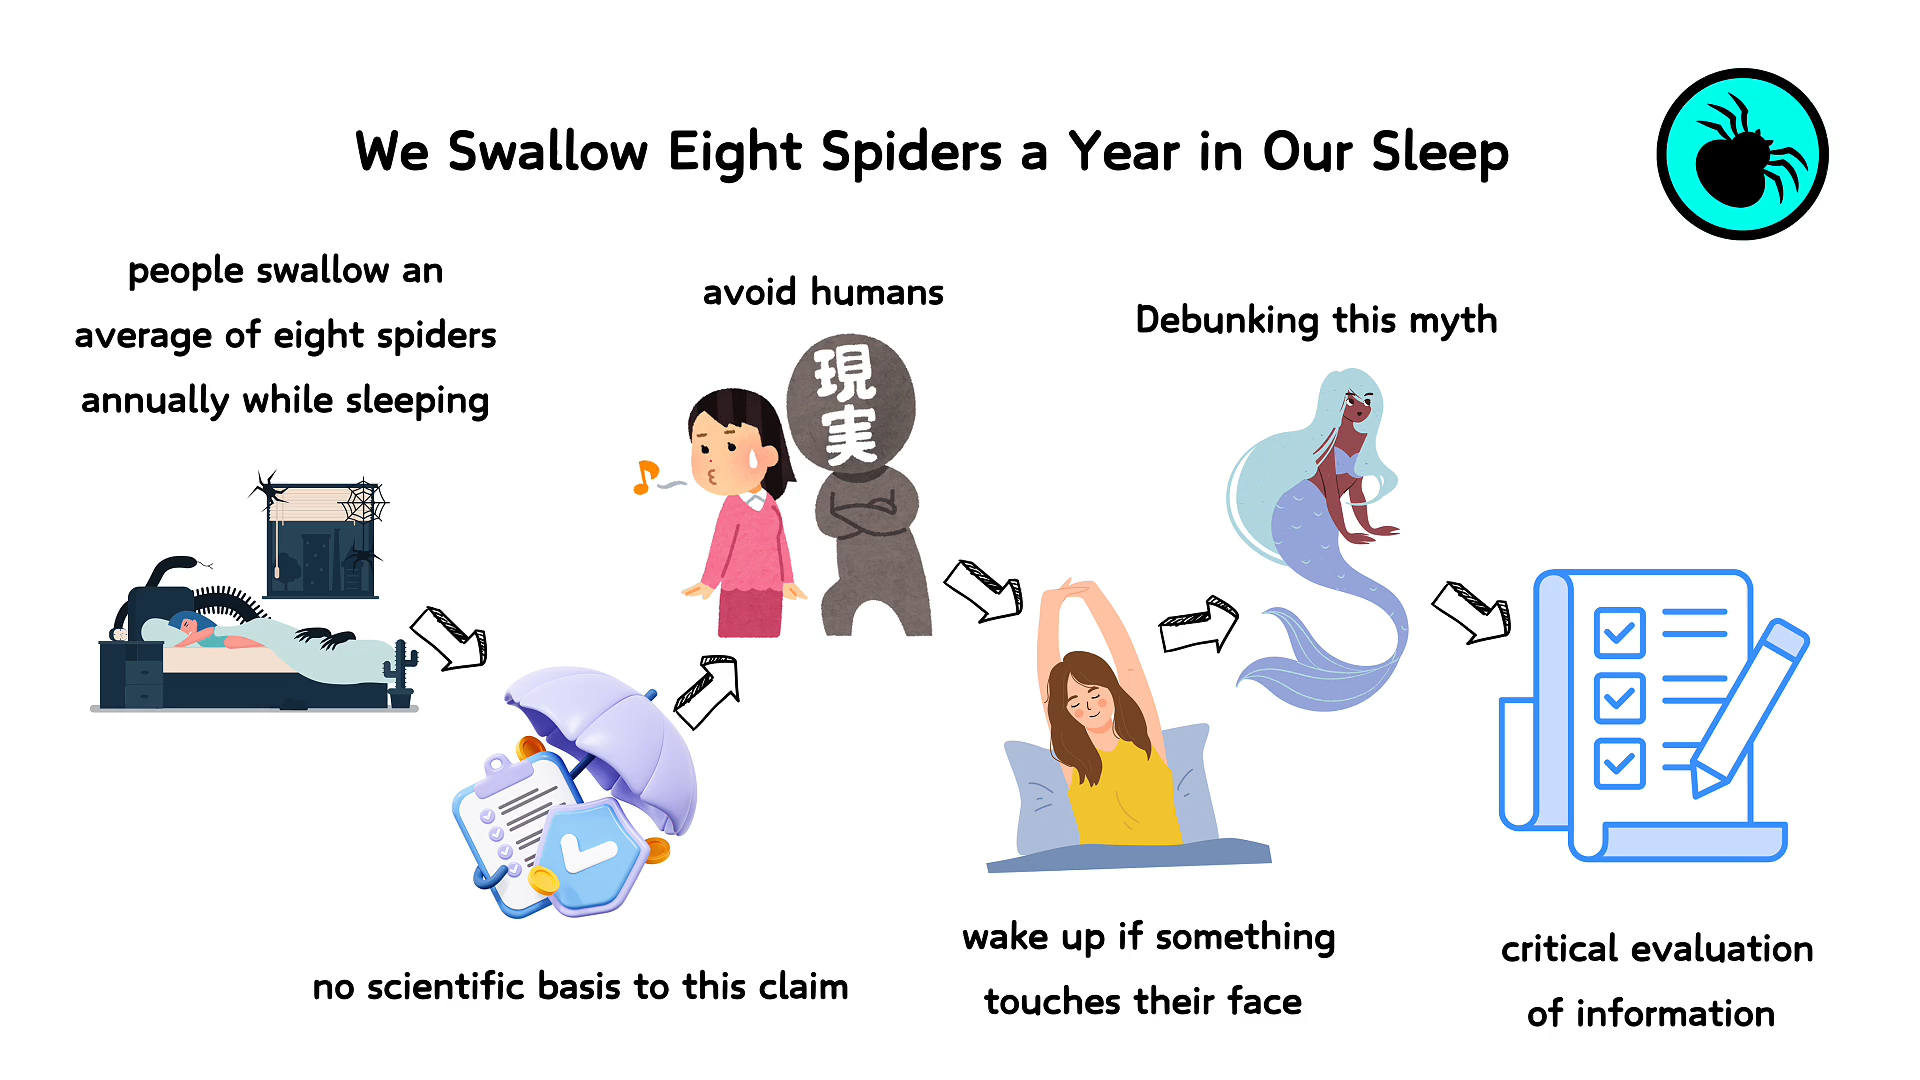 We Swallow Eight Spiders a Year in Our Sleep
people swallow an
average of eight spiders
annually while sleeping
no scientific basis to this claim
avoid humans
現
実
wake up if something
touches their face
Debunking this myth
critical evaluation
of information